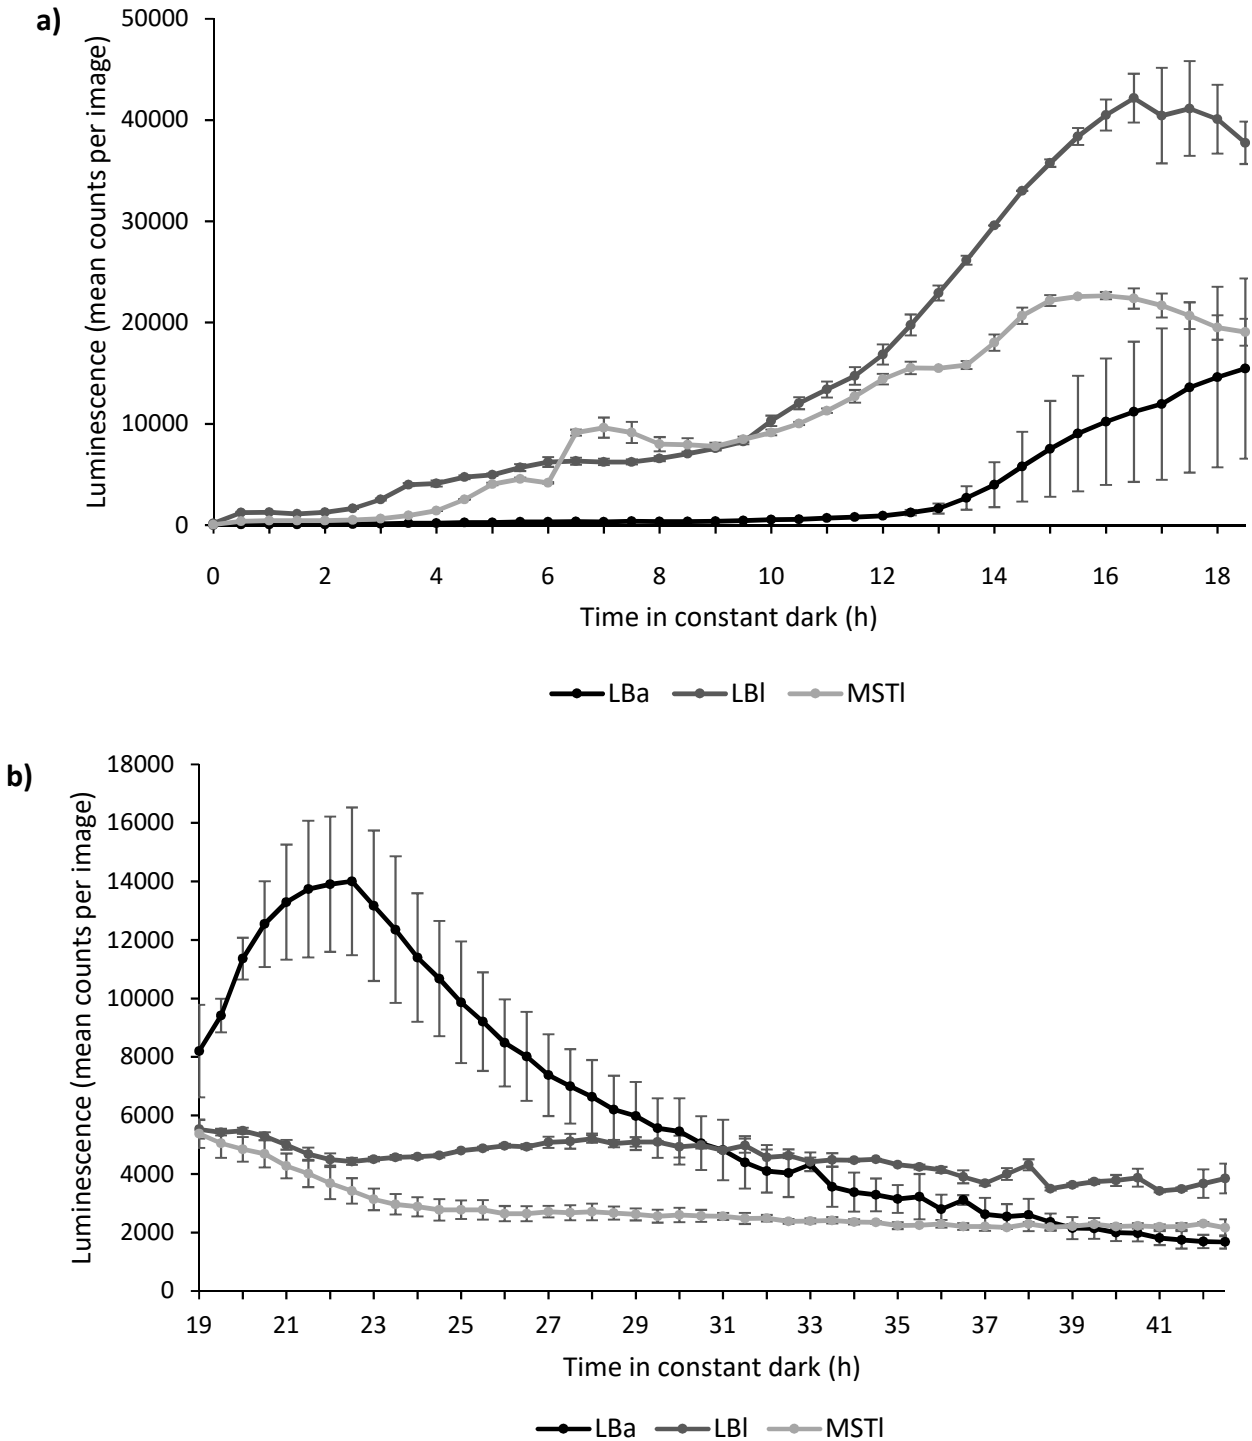 a)
Luminescence (mean counts per image)
50000
40000
30000
20000
10000
0
0 2 4 6 8 10 12 14 16 18
Time in constant dark (h)
LBa LBl MSTl
b)
Luminescence (mean counts per image)
18000
16000
14000
12000
10000
8000
6000
4000
2000
0
19 21 23 25 27 29 31 33 35 37 39 41
Time in constant dark (h)
LBa LBl MSTl